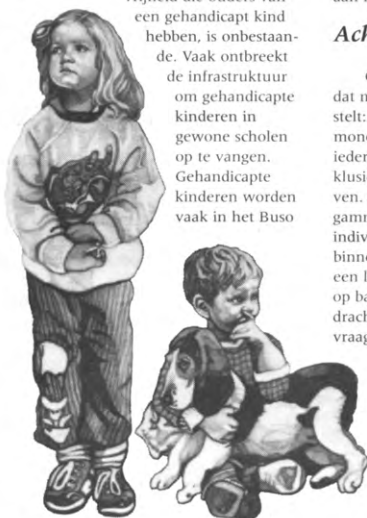 een gehandicapt kind
hebben, is onbestaan-
de. Vaak ontbreekt
de infrastruktuur
om gehandicapte
kinderen in
gewone scholen
op te vangen.
Gehandicapte
kinderen worden
vaak in het Buso
Ach
dat n
stelt:
mond
ieder
klusi
ven.
gamm
indiv
binne
een l
op ba
drach
vraag